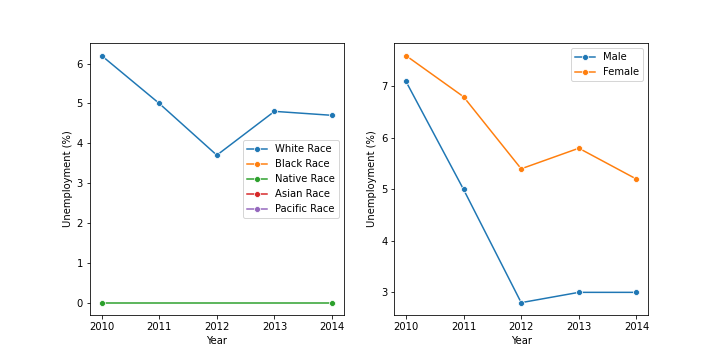 Unemployment (%)
6
5
4
3
2
1
0
2010 2011 2012 2013 2014
Year
White Race
Black Race
Native Race
Asian Race
Pacific Race
Unemployment (%)
7
6
5
4
3
2010 2011 2012 2013 2014
Year
Male
Female